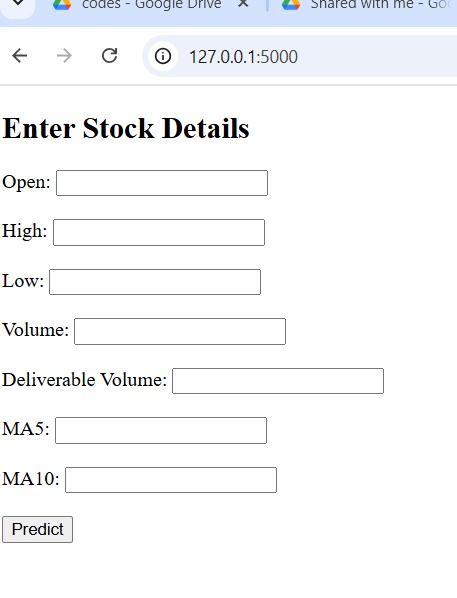 codes - Google Drive
Shared with me - Go
127.0.0.1:5000
Enter Stock Details
Open:
High:
Low:
Volume:
Deliverable Volume:
MA5:
MA10:
Predict